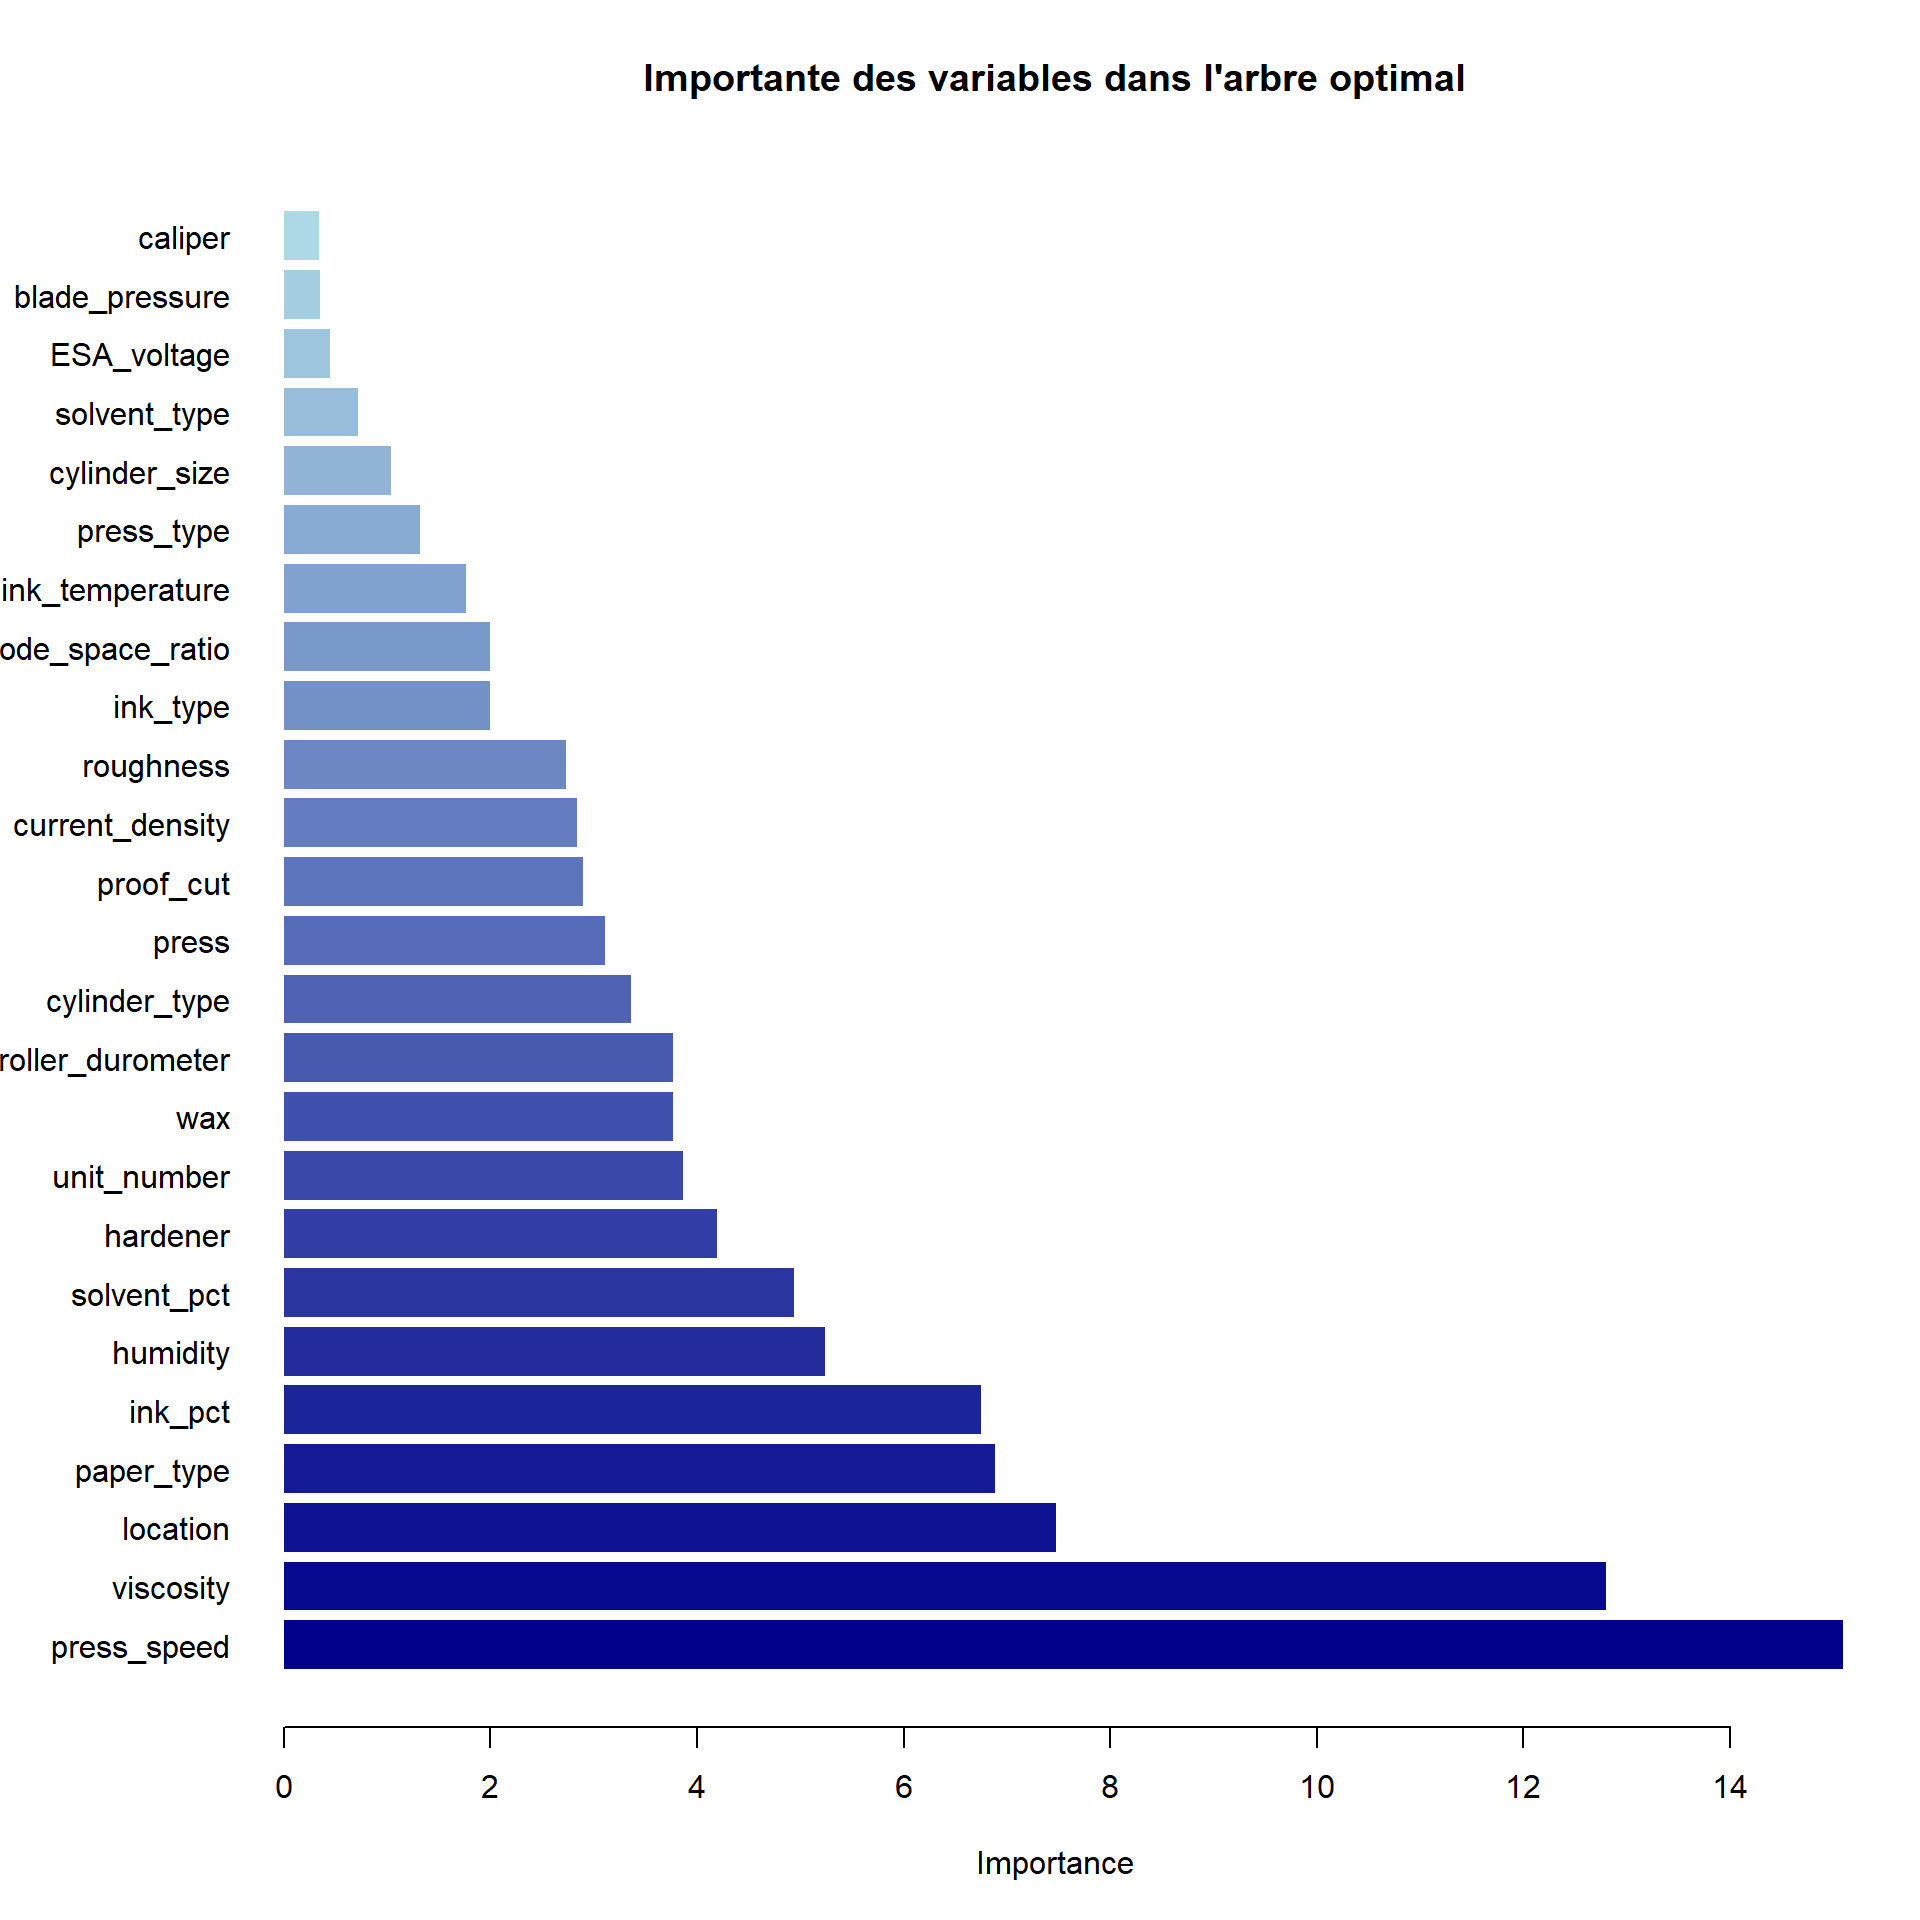 Importante des variables dans l'arbre optimal
caliper
blade_pressure
ESA_voltage
solvent_type
cylinder_size
press_type
ink_temperature
ode_space_ratio
ink_type
roughness
current_density
proof_cut
press
cylinder_type
roller_durometer
wax
unit_number
hardener
solvent_pct
humidity
ink_pct
paper_type
location
viscosity
press_speed
0 2 4 6 8 10 12 14
Importance